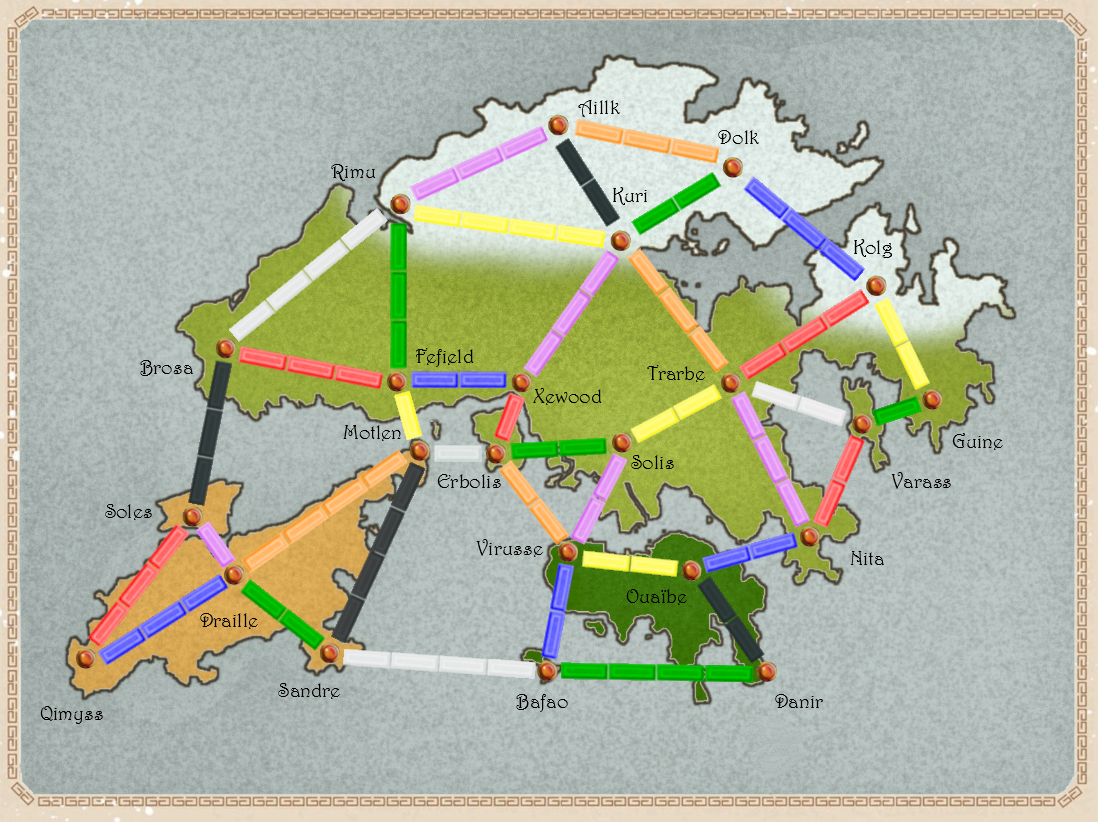 Aillk
Dolk
Rimu
Kuri
Kolg
Fefield
Brosa
Trarbe
Xewood
Motlen
Guine
Solis
Erbolis
Varass
Soles
Virusse
Nita
Ouaïbe
Draille
Sandre
Bafao
Danir
Qimyss